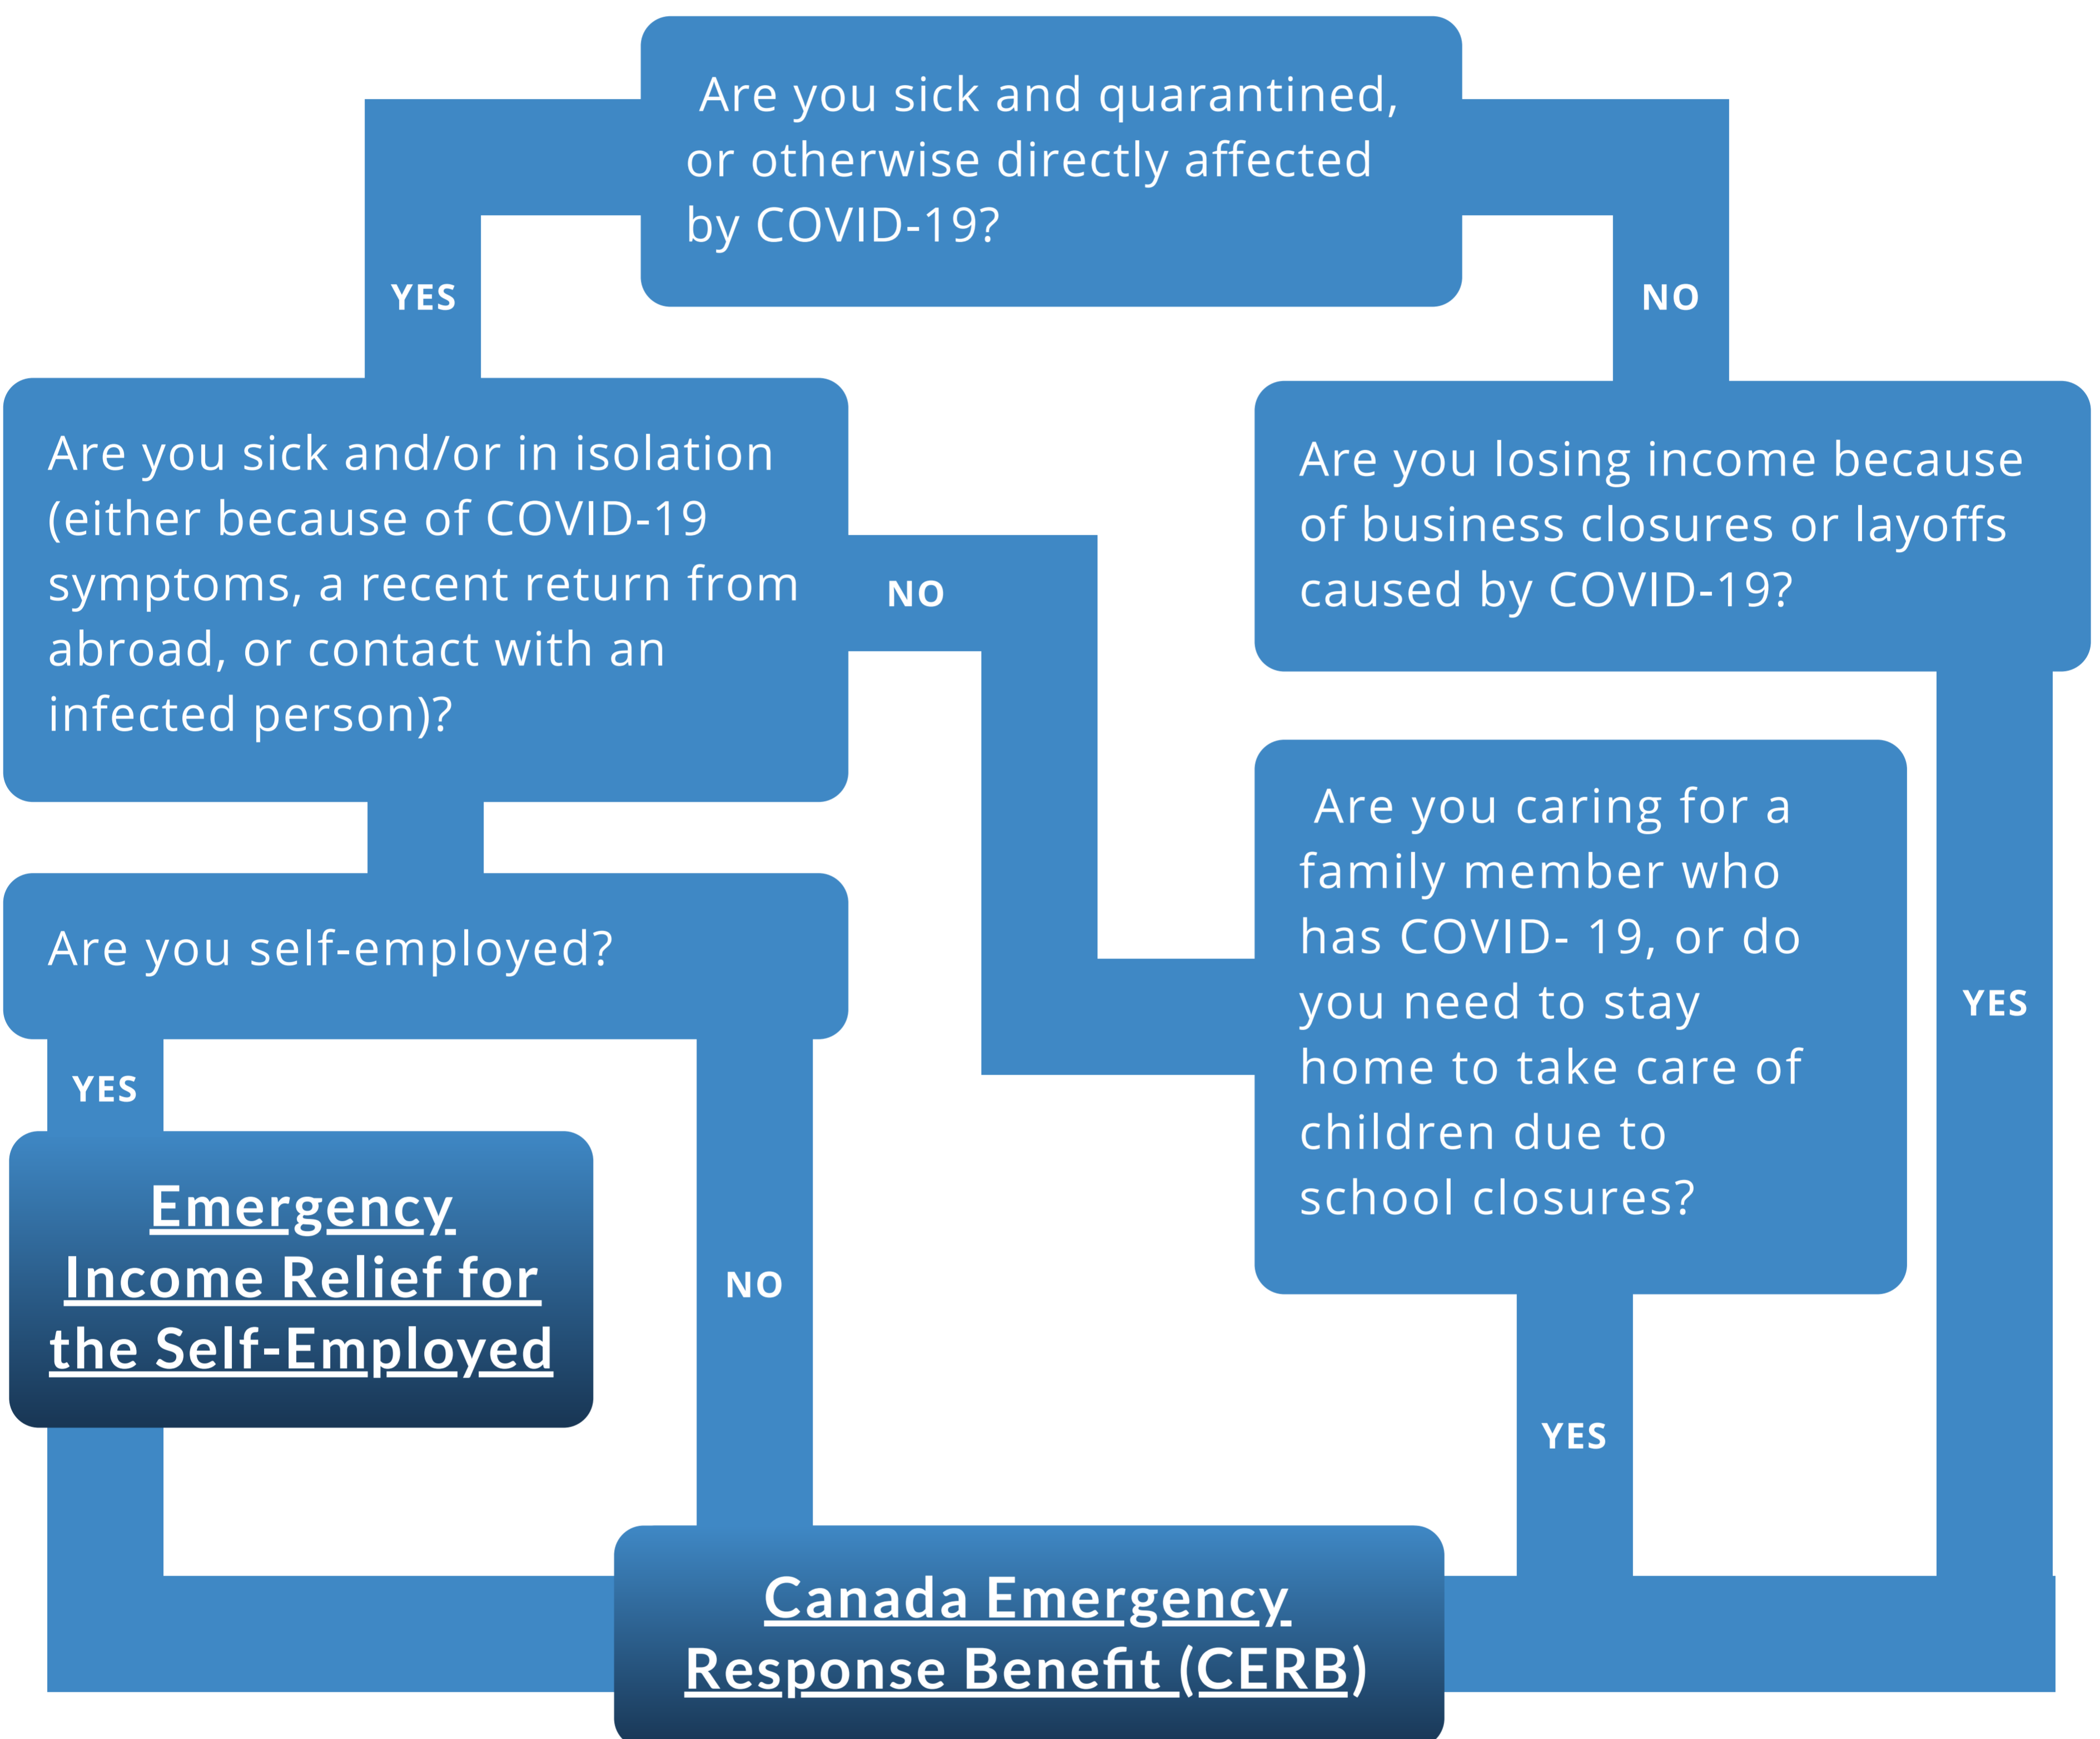 Are you sick and quarantined,
or otherwise directly affected
by COVID-19?
YES
NO
Are you sick and/or in isolation
(either because of COVID-19
symptoms, a recent return from
abroad, or contact with an
infected person)?
NO
Are you losing income because
of business closures or layoffs
caused by COVID-19?
Are you caring for a
family member who
has COVID- 19, or do
you need to stay
home to take care of
children due to
school closures?
YES
Are you self-employed?
YES
NO
Emergency
Income Relief for
the Self-Employed
YES
Canada Emergency
Response Benefit (CERB)